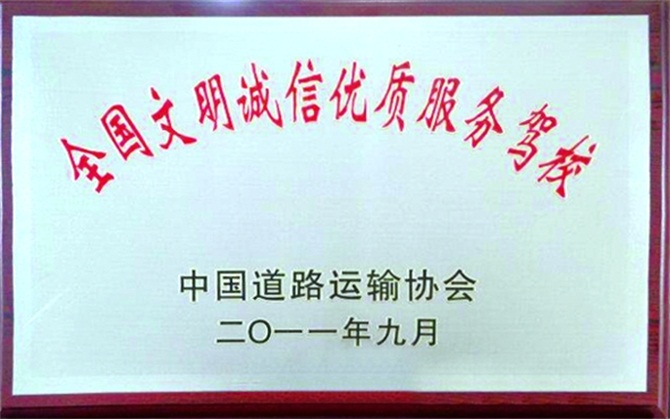 全国文明诚信优质服务驾校
中国道路运输协会
二〇一一年九月